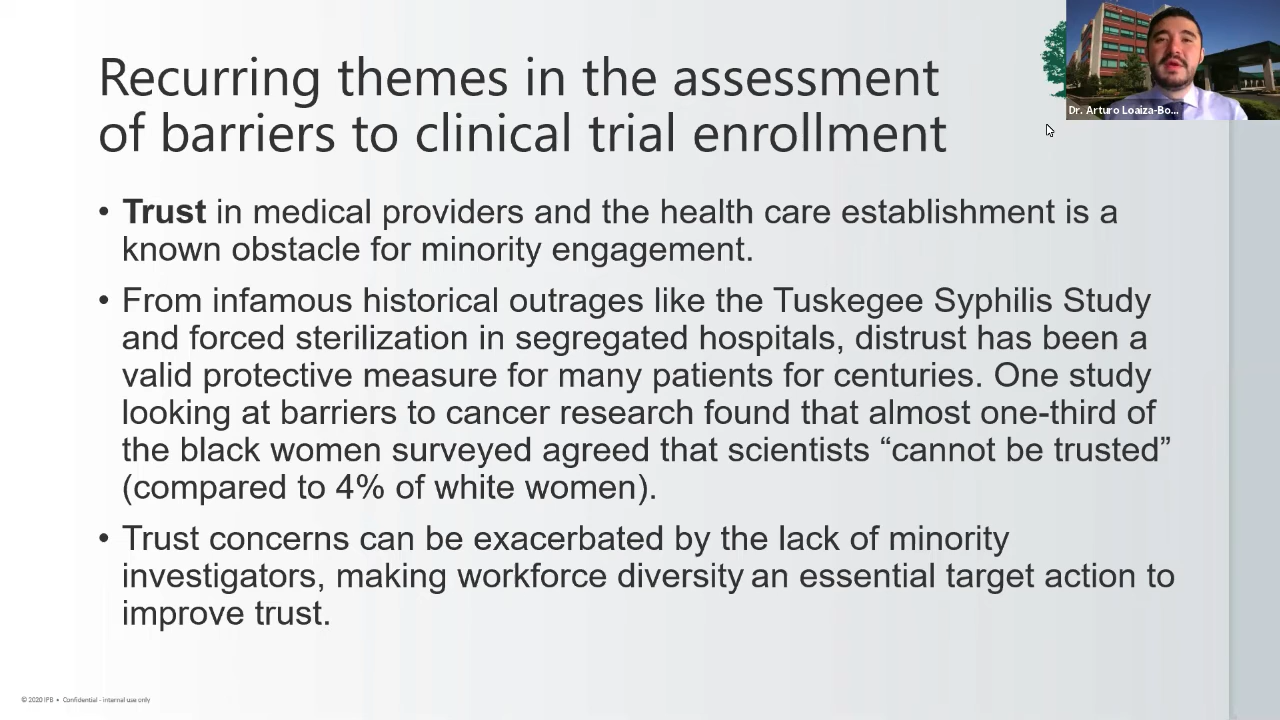 Recurring themes in the assessment
of barriers to clinical trial enrollment
Dr. Arturo Loaiza-Bo...
• Trust in medical providers and the health care establishment is a
known obstacle for minority engagement.
• From infamous historical outrages like the Tuskegee Syphilis Study
and forced sterilization in segregated hospitals, distrust has been a
valid protective measure for many patients for centuries. One study
looking at barriers to cancer research found that almost one-third of
the black women surveyed agreed that scientists “cannot be trusted”
(compared to 4% of white women).
• Trust concerns can be exacerbated by the lack of minority
investigators, making workforce diversity an essential target action to
improve trust.
© 2020 IPB • Confidential - internal use only